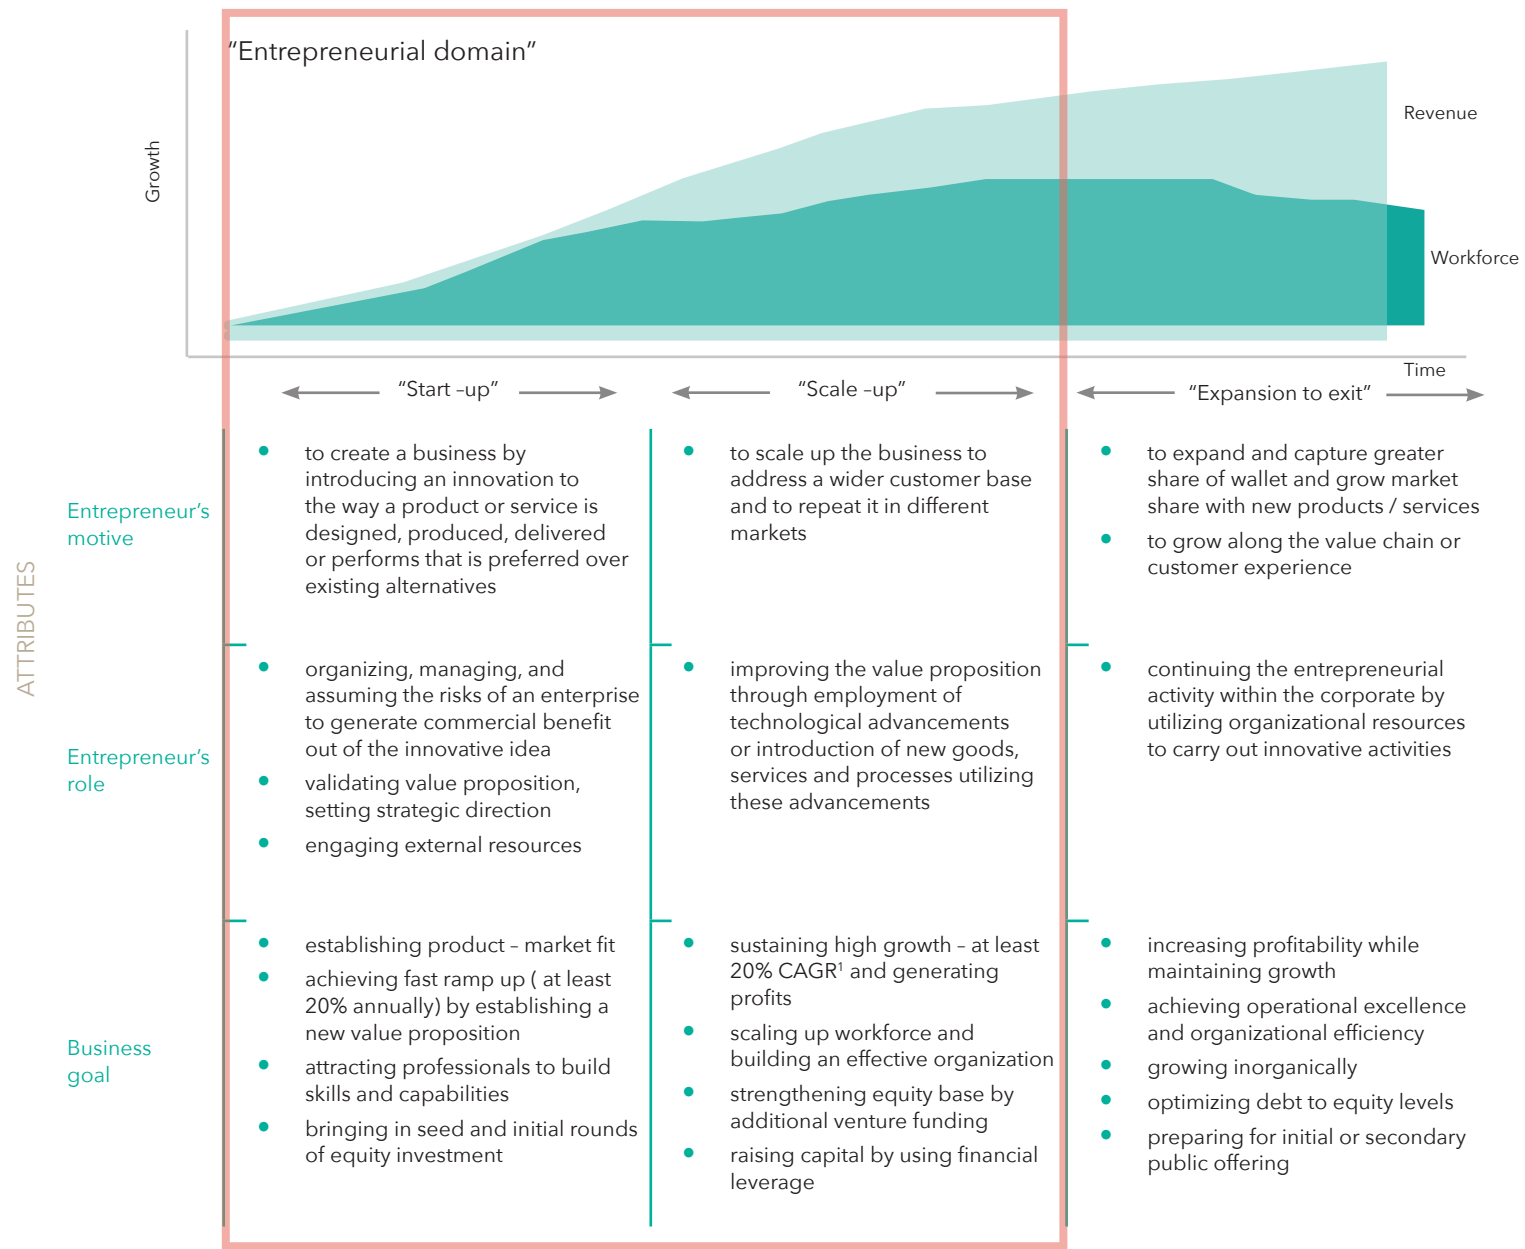 “Entrepreneurial domain”
Growth
Revenue
Workforce
Time
“Start –up”
“Scale –up”
“Expansion to exit”
ATTRIBUTES
Entrepreneur’s
motive
• to create a business by
introducing an innovation to
the way a product or service is
designed, produced, delivered
or performs that is preferred over
existing alternatives
• to scale up the business to
address a wider customer base
and to repeat it in different
markets
• to expand and capture greater
share of wallet and grow market
share with new products / services
• to grow along the value chain or
customer experience
Entrepreneur’s
role
• organizing, managing, and
assuming the risks of an enterprise
to generate commercial benefit
out of the innovative idea
• validating value proposition,
setting strategic direction
• engaging external resources
• improving the value proposition
through employment of
technological advancements
or introduction of new goods,
services and processes utilizing
these advancements
• continuing the entrepreneurial
activity within the corporate by
utilizing organizational resources
to carry out innovative activities
Business
goal
• establishing product – market fit
• achieving fast ramp up ( at least
20% annually) by establishing a
new value proposition
• attracting professionals to build
skills and capabilities
• bringing in seed and initial rounds
of equity investment
• sustaining high growth – at least
20% CAGR¹ and generating
profits
• scaling up workforce and
building an effective organization
• strengthening equity base by
additional venture funding
• raising capital by using financial
leverage
• increasing profitability while
maintaining growth
• achieving operational excellence
and organizational efficiency
• growing inorganically
• optimizing debt to equity levels
• preparing for initial or secondary
public offering